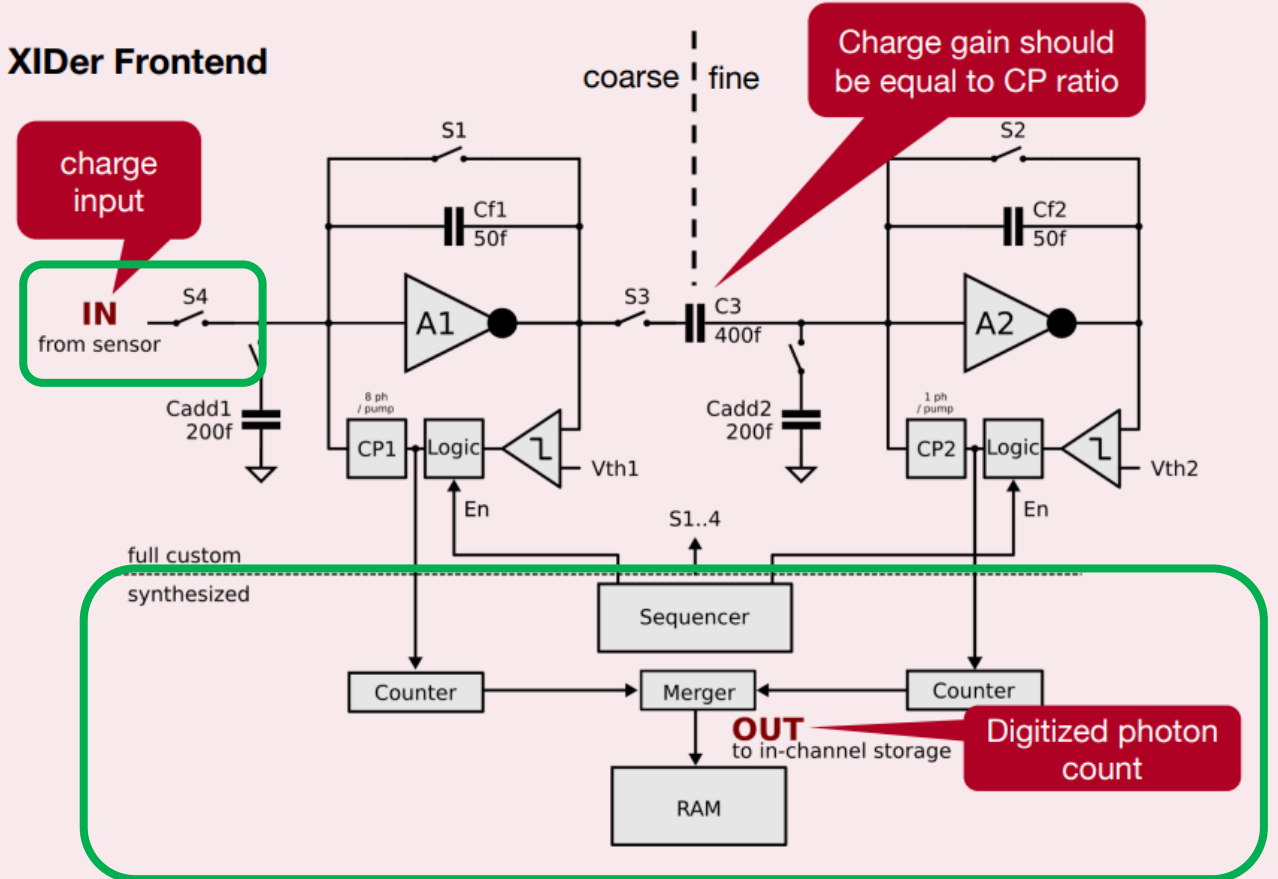 XIDer Frontend
coarse
fine
Charge gain should
be equal to CP ratio
charge
input
S1
S2
Cf1
50f
Cf2
50f
IN
from sensor
S4
A1
S3
C3
400f
A2
Cadd1
200f
8 ph
/ pump
CP1
Logic
Vth1
En
Cadd2
200f
1 ph
/ pump
CP2
Logic
Vth2
En
S1..4
full custom
synthesized
Sequencer
Counter
Merger
Counter
OUT
to in-channel storage
Digitized photon
count
RAM